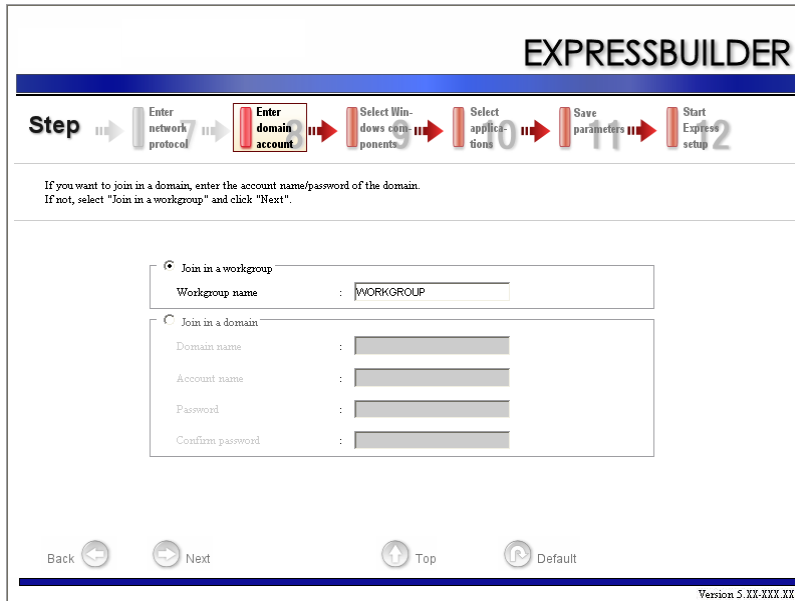 EXPRESSBUILDER
Step
Enter
network
protocol
7
Enter
domain
account
8
Select Win-
dows com-
ponents
9
Select
applica-
tions
10
Save
parameters
11
Start
Express
setup
12
If you want to join in a domain, enter the account name/password of the domain.
If not, select "Join in a workgroup" and click "Next".
Join in a workgroup
Workgroup name : WORKGROUP
Join in a domain
Domain name :
Account name :
Password :
Confirm password :
Back Next Top Default
Version 5.XX-XXX.XX